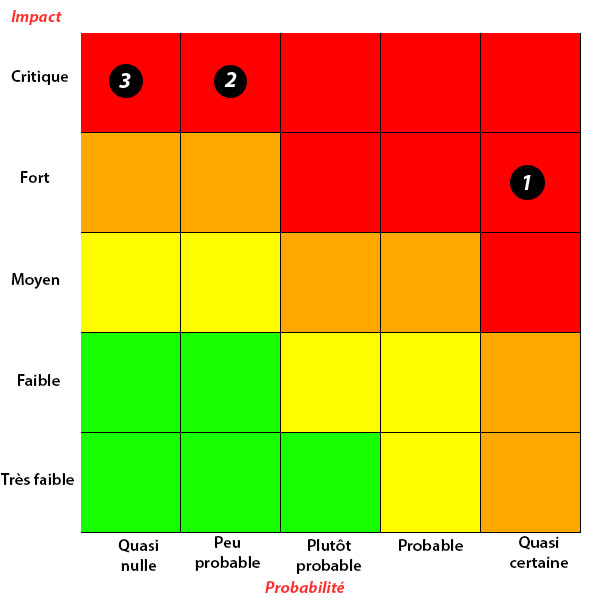 Impact
Critique
3
2
Fort
1
Moyen
Faible
Très faible
Quasi
nulle
Peu
probable
Plutôt
probable
Probable
Quasi
certaine
Probabilité